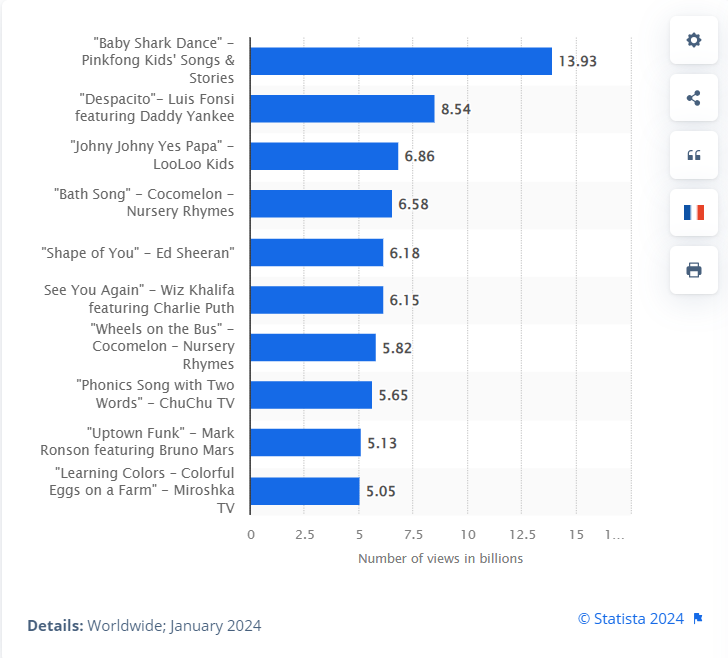 "Baby Shark Dance" –
Pinkfong Kids' Songs &
Stories
13.93
"Despacito"– Luis Fonsi
featuring Daddy Yankee
8.54
"Johny Johny Yes Papa" –
LooLoo Kids
6.86
"Bath Song" – Cocomelon –
Nursery Rhymes
6.58
"Shape of You" – Ed Sheeran"
6.18
See You Again" – Wiz Khalifa
featuring Charlie Puth
6.15
"Wheels on the Bus" –
Cocomelon – Nursery
Rhymes
5.82
"Phonics Song with Two
Words" – ChuChu TV
5.65
"Uptown Funk" – Mark
Ronson featuring Bruno Mars
5.13
"Learning Colors – Colorful
Eggs on a Farm" – Miroshka
TV
5.05
0 2.5 5 7.5 10 12.5 15 1...
Number of views in billions
Details: Worldwide; January 2024
© Statista 2024